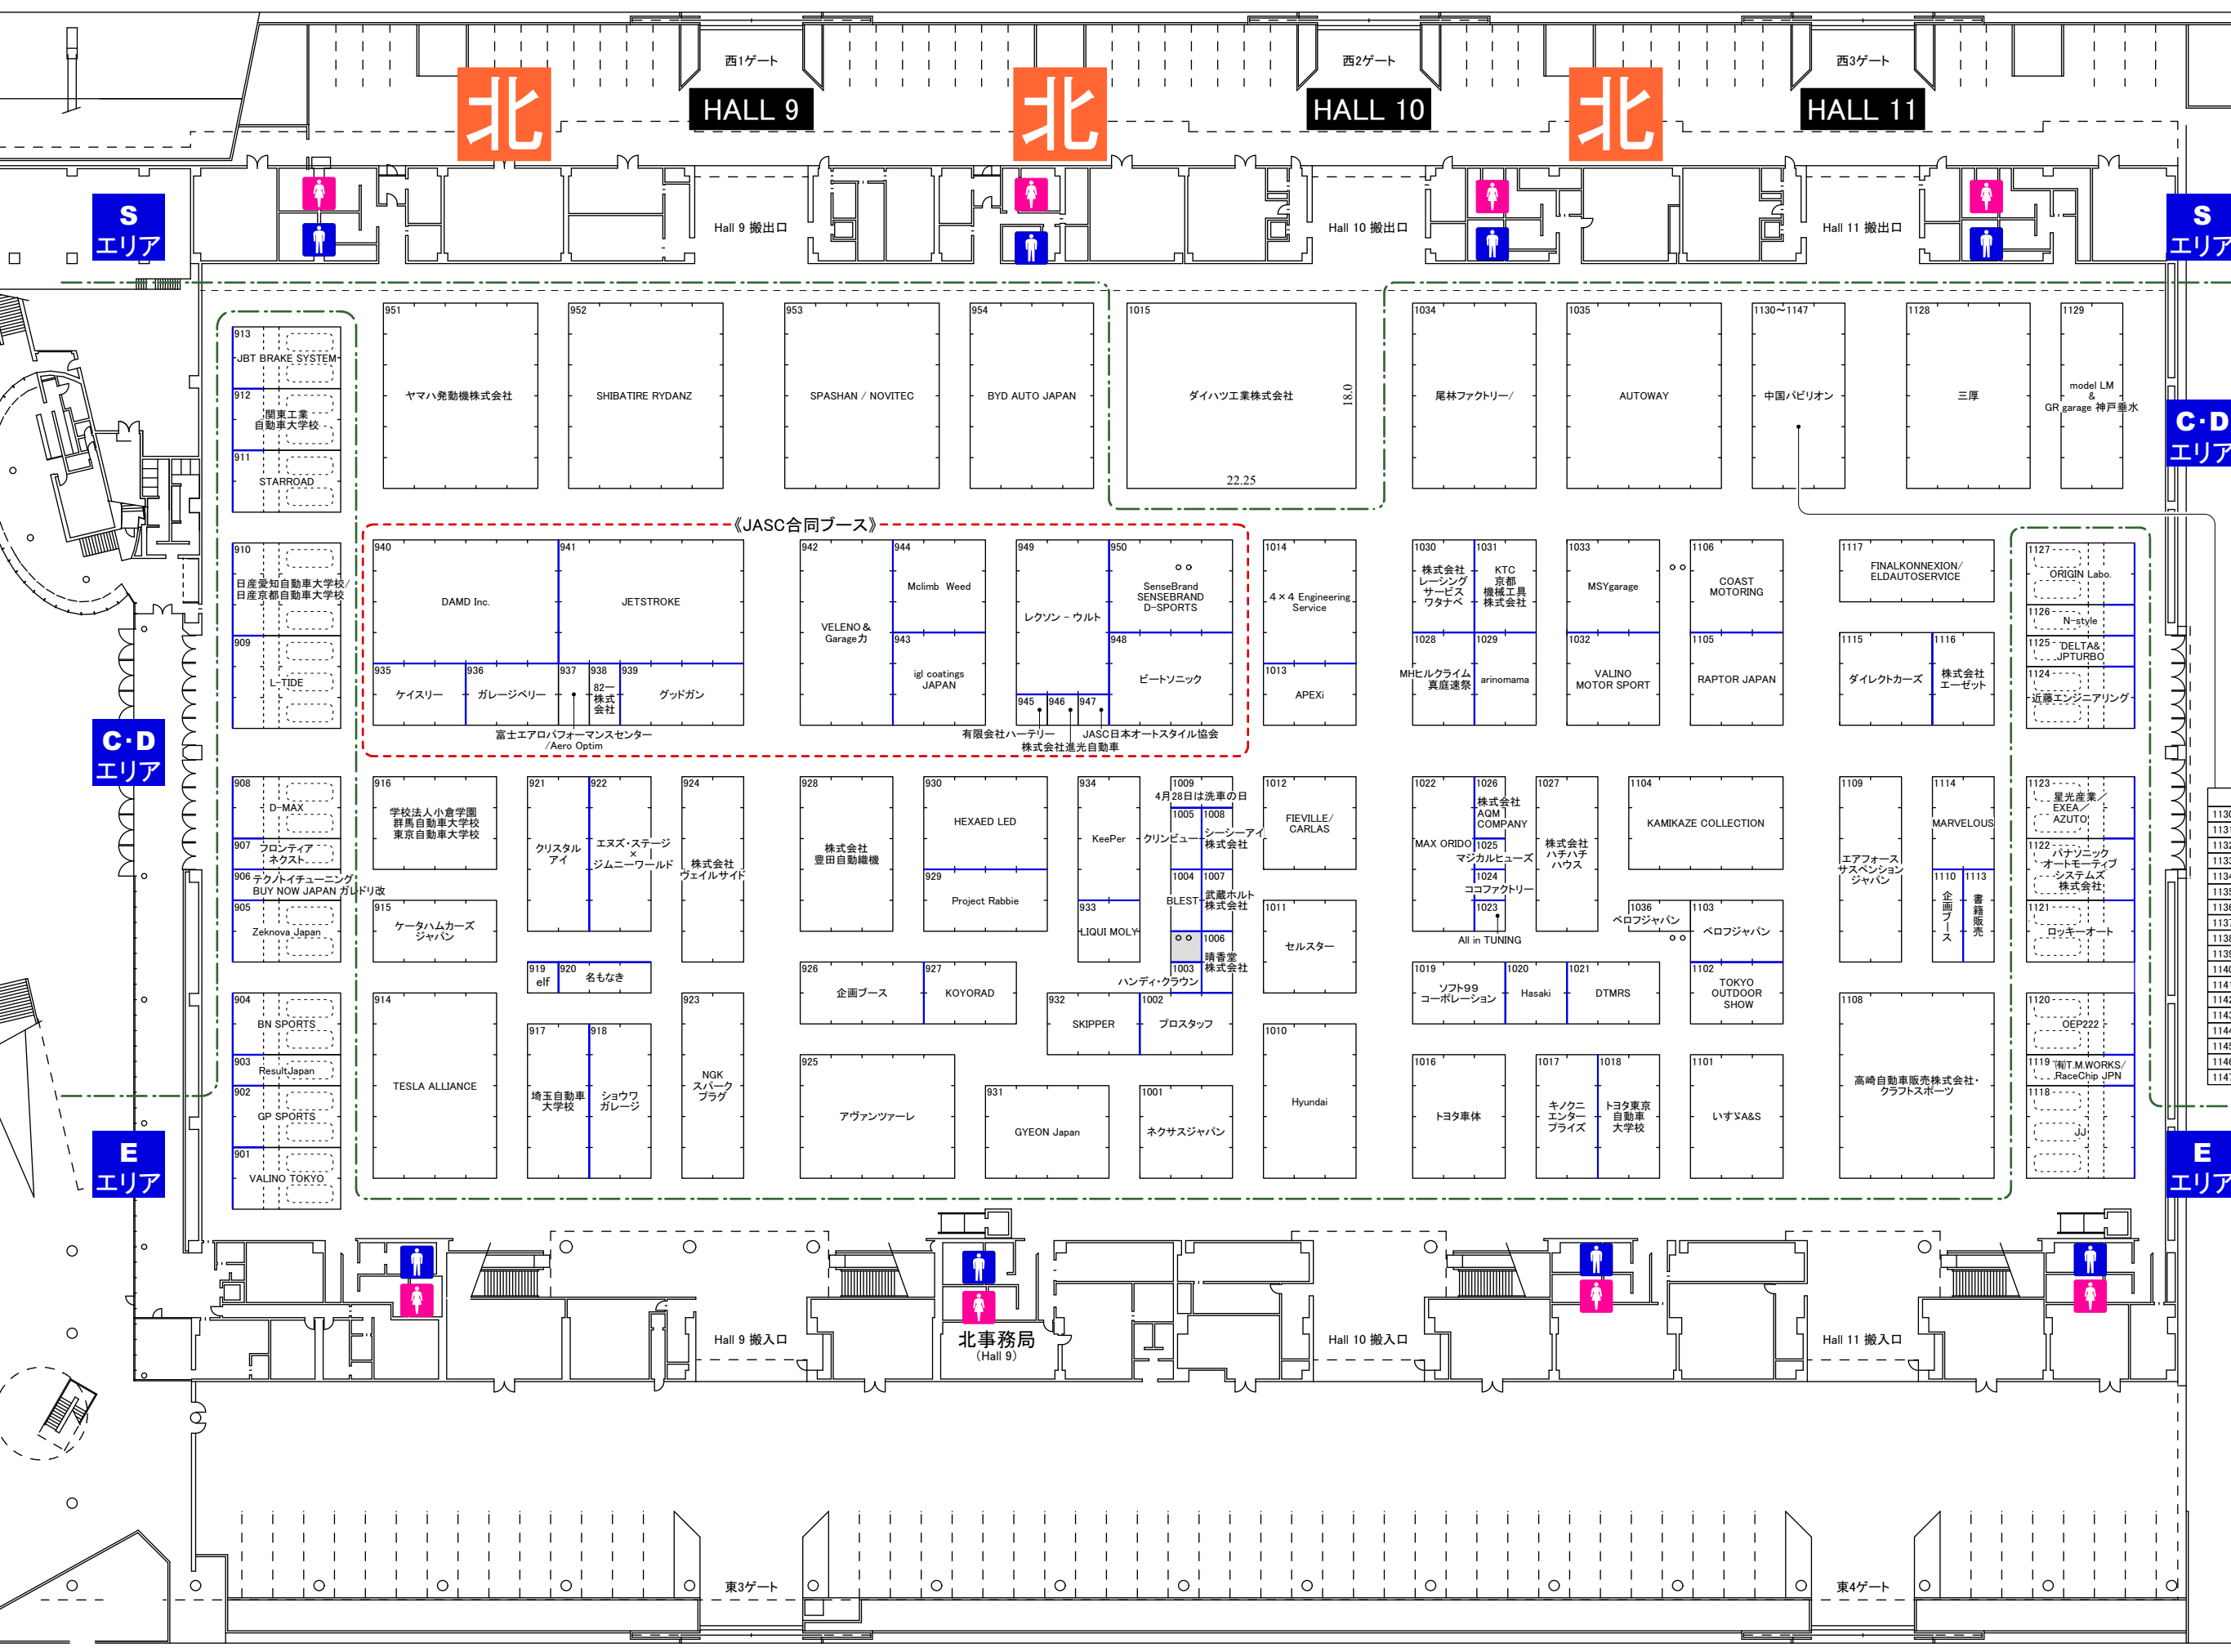 西1ゲート
西2ゲート
西3ゲート
北
HALL 9
北
HALL 10
北
HALL 11
S
エリア
S
エリア
Hall 9 搬出口
Hall 10 搬出口
Hall 11 搬出口
913
JBT BRAKE SYSTEM
912
関東工業
自動車大学校
911
STARROAD
951
ヤマハ発動機株式会社
952
SHIBATIRE RYDANZ
953
SPASHAN / NOVITEC
954
BYD AUTO JAPAN
1015
ダイハツ工業株式会社
18.0
22.25
1034
尾林ファクトリー/
1035
AUTOWAY
1130～1147
中国パビリオン
1128
三厚
1129
model LM
&
GR garage 神戸垂水
C・D
エリア
《JASC合同ブース》
910
日産愛知自動車大学校/
日産京都自動車大学校
909
L-TIDE
940
DAMD Inc.
941
JETSTROKE
935
ケイスリー
936
ガレージベリー
937
938
82一
株式
会社
939
グッドガン
富士エアロパフォーマンスセンター
/Aero Optim
942
VELENO＆
Garage力
944
Mclimb Weed
943
igl coatings
JAPAN
949
レクソン - ウルト
950
SenseBrand
SENSEBRAND
D-SPORTS
948
ビートソニック
945
946
947
有限会社ハーテリー
JASC日本オートスタイル協会
株式会社進光自動車
1014
4×4 Engineering
Service
1013
APEXi
1030
株式会社
レーシング
サービス
ワタナベ
1031
KTC
京都
機械工具
株式会社
1028
MHヒルクライム
真庭速祭
1029
arinomama
1033
MSYgarage
1032
VALINO
MOTOR SPORT
1106
COAST
MOTORING
1105
RAPTOR JAPAN
1117
FINALKONNEXION/
ELDAUTOSERVICE
1115
ダイレクトカーズ
1116
株式会社
エーゼット
1127
ORIGIN Labo.
1126
N-style
1125
DELTA&
JPTURBO
1124
近藤エンジニアリング
C・D
エリア
908
D-MAX
907
フロンティア
ネクスト
906
テクノトイチューニング
BUY NOW JAPAN ガレドリ改
905
Zeknova Japan
916
学校法人小倉学園
群馬自動車大学校
東京自動車大学校
915
ケータハムカーズ
ジャパン
921
クリスタル
アイ
922
エヌズ・ステージ
×
ジムニーワールド
924
株式会社
ヴェイルサイド
919
elf
920
名もなき
928
株式会社
豊田自動織機
930
HEXAED LED
929
Project Rabbie
934
KeePer
933
LIQUI MOLY
1009
4月28日は洗車の日
1005
クリンビュー
1008
シーシーアイ
株式会社
1004
BLEST
1007
武蔵ホルト
株式会社
1006
晴香堂
株式会社
1003
ハンディ・クラウン
1012
FIEVILLE/
CARLAS
1011
セルスター
1022
MAX ORIDO
1026
株式会社
AQM
COMPANY
1025
マジカルヒューズ
1024
ココファクトリー
1023
All in TUNING
1027
株式会社
ハチハチ
ハウス
1104
KAMIKAZE COLLECTION
1036
ベロフジャパン
1103
ベロフジャパン
1102
TOKYO
OUTDOOR
SHOW
1109
エアフォース
サスペンション
ジャパン
1114
MARVELOUS
1110
企画ブース
1113
書籍販売
1123
星光産業／
EXEA／
AZUTO
1122
パナソニック
オートモーティブ
システムズ
株式会社
1121
ロッキーオート
1130
1131
1132
1133
1134
1135
1136
1137
1138
1139
1140
1141
1142
1143
1144
1145
1146
1147
904
BN SPORTS
903
ResultJapan
902
GP SPORTS
901
VALINO TOKYO
914
TESLA ALLIANCE
917
埼玉自動車
大学校
918
ショウワ
ガレージ
923
NGK
スパーク
プラグ
926
企画ブース
927
KOYORAD
925
アヴァンツァーレ
932
SKIPPER
1002
プロスタッフ
931
GYEON Japan
1001
ネクサスジャパン
1010
Hyundai
1019
ソフト99
コーポレーション
1020
Hasaki
1021
DTMRS
1016
トヨタ車体
1017
キノクニ
エンター
プライズ
1018
トヨタ東京
自動車
大学校
1101
いすゞA&S
1108
高崎自動車販売株式会社・
クラフトスポーツ
1120
OEP222
1119
㈲T.M.WORKS/
RaceChip JPN
1118
JJ
E
エリア
E
エリア
Hall 9 搬入口
北事務局
(Hall 9)
Hall 10 搬入口
Hall 11 搬入口
東3ゲート
東4ゲート